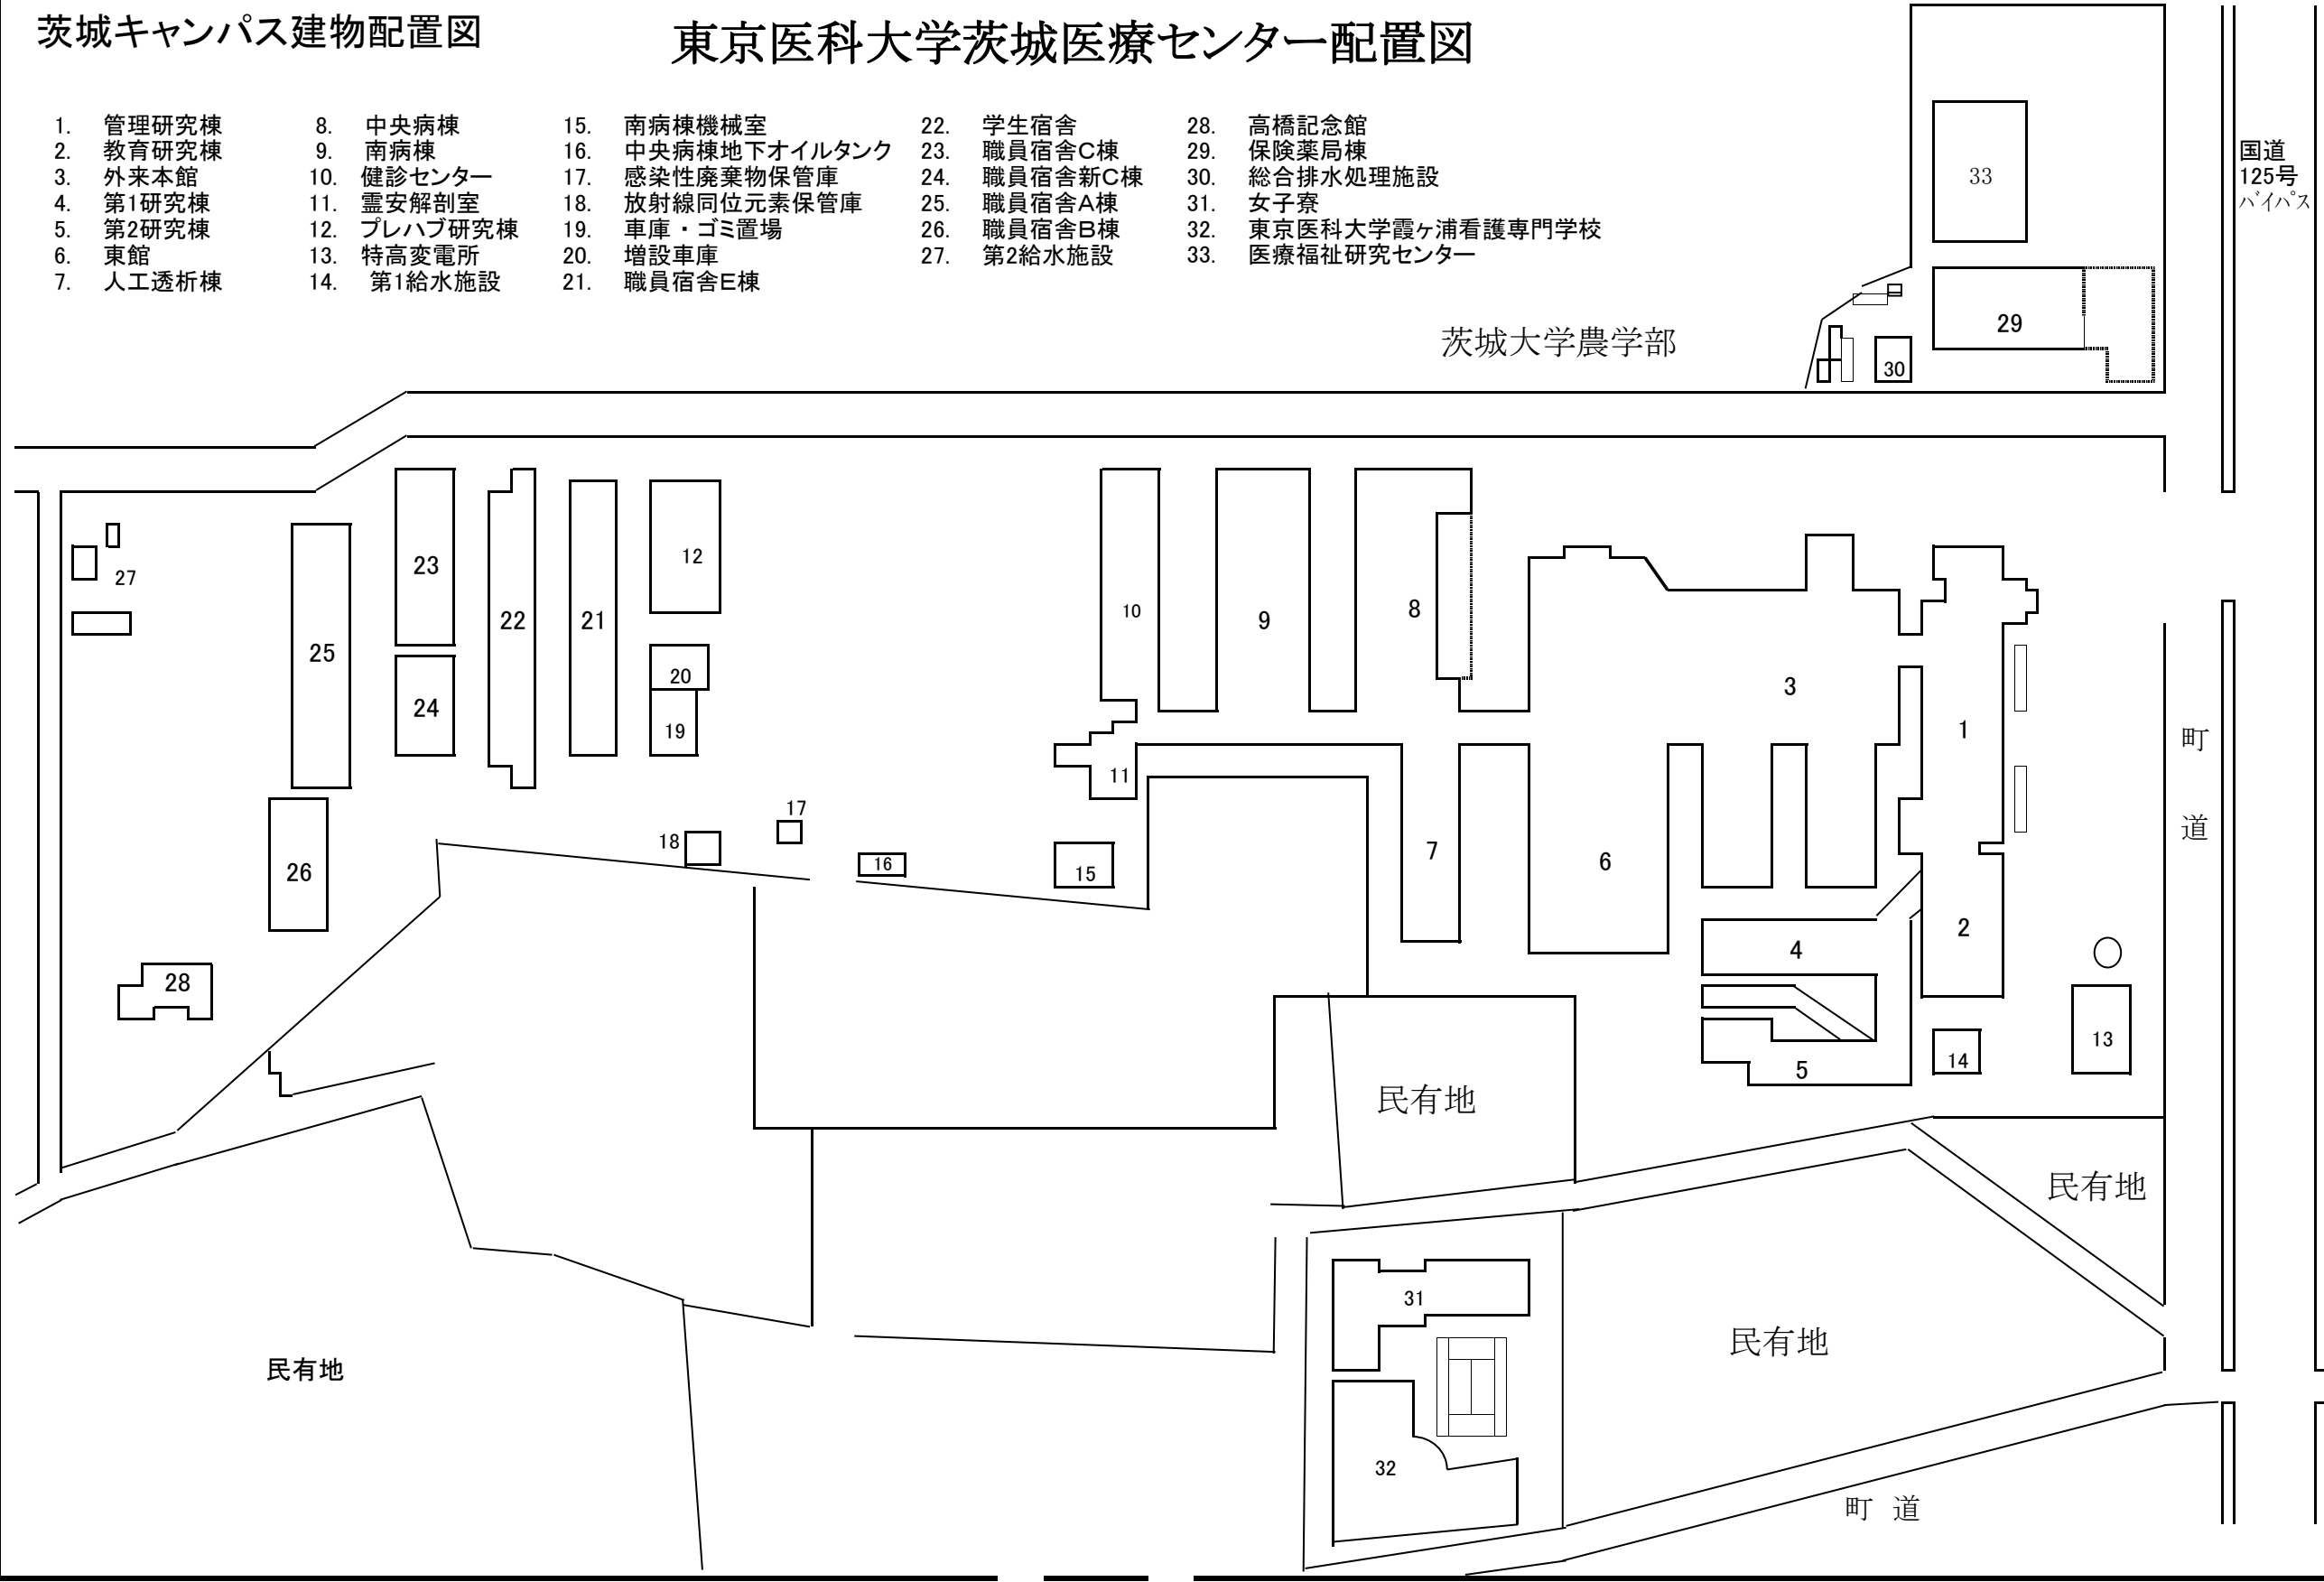 茨城キャンパス建物配置図
東京医科大学茨城医療センター配置図
1. 管理研究棟
2. 教育研究棟
3. 外来本館
4. 第1研究棟
5. 第2研究棟
6. 東館
7. 人工透析棟
8. 中央病棟
9. 南病棟
10. 健診センター
11. 霊安解剖室
12. プレハブ研究棟
13. 特高変電所
14. 第1給水施設
15. 南病棟機械室
16. 中央病棟地下オイルタンク
17. 感染性廃棄物保管庫
18. 放射線同位元素保管庫
19. 車庫・ゴミ置場
20. 増設車庫
21. 職員宿舎E棟
22. 学生宿舎
23. 職員宿舎C棟
24. 職員宿舎新C棟
25. 職員宿舎A棟
26. 職員宿舎B棟
27. 第2給水施設
28. 高橋記念館
29. 保険薬局棟
30. 総合排水処理施設
31. 女子寮
32. 東京医科大学霞ヶ浦看護専門学校
33. 医療福祉研究センター
国道
125号
ﾊﾞｲﾊﾟｽ
33
29
30
茨城大学農学部
27
25
23
24
22
21
12
20
19
10
9
8
3
1
町
道
11
17
18
16
15
7
6
26
28
4
2
5
14
13
民有地
民有地
31
民有地
民有地
32
町 道